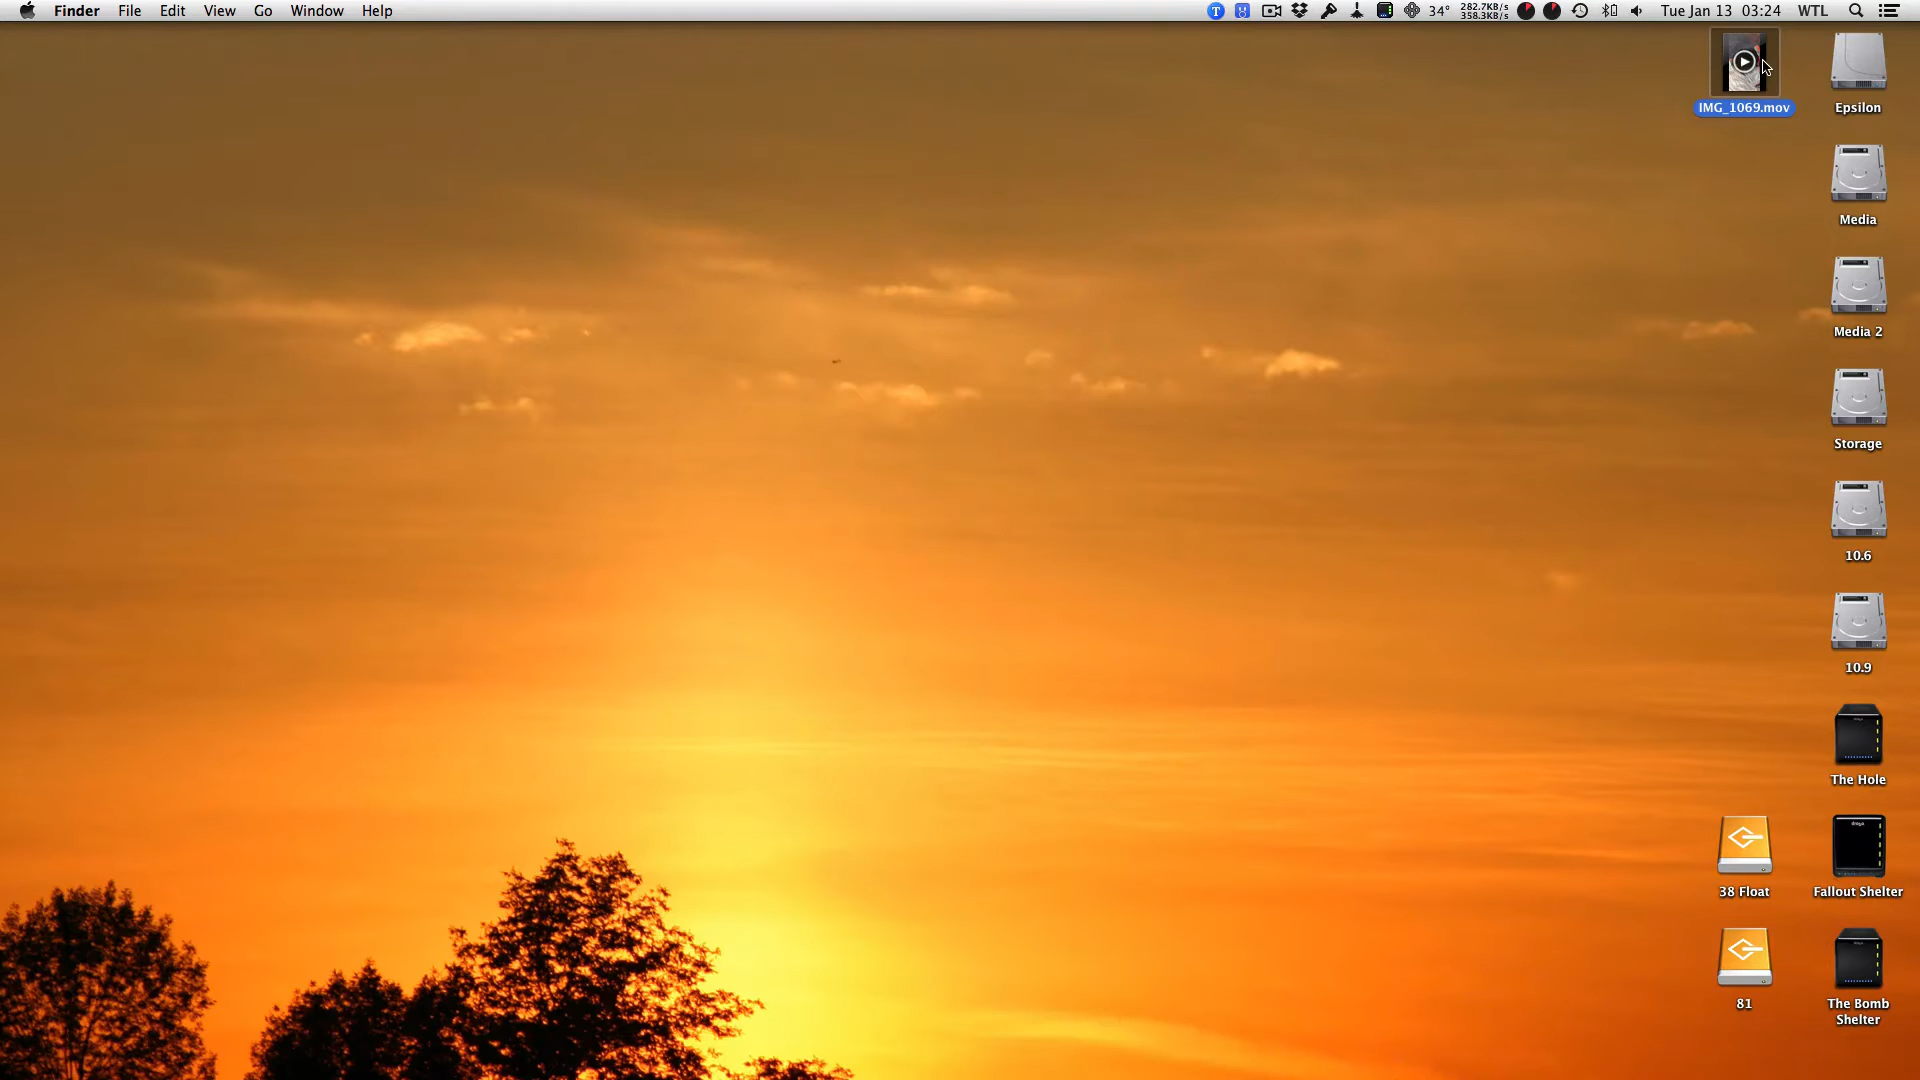 Finder File Edit View Go Window Help 34° 282.7KB/s 358.3KB/s Tue Jan 13 03:24 WTL
IMG_1069.mov
Epsilon
Media
Media 2
Storage
10.6
10.9
The Hole
38 Float
Fallout Shelter
81
The Bomb
Shelter